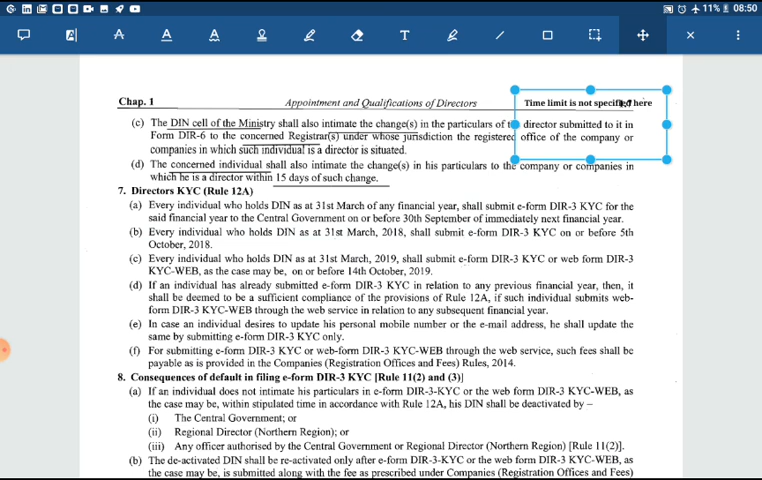 11% 08:50
Chap. 1 Appointment and Qualifications of Directors Time limit is not specified here
(c) The DIN cell of the Ministry shall also intimate the change(s) in the particulars of director submitted to it in
Form DIR-6 to the concerned Registrar(s) under whose jurisdiction the registered office of the company or
companies in which such individual is a director is situated.
(d) The concerned individual shall also intimate the change(s) in his particulars to the company or companies in
which he is a director within 15 days of such change.
7. Directors KYC (Rule 12A)
(a) Every individual who holds DIN as at 31st March of any financial year, shall submit e-form DIR-3 KYC for the
said financial year to the Central Government on or before 30th September of immediately next financial year.
(b) Every individual who holds DIN as at 31st March, 2018, shall submit e-form DIR-3 KYC on or before 5th
October, 2018.
(c) Every individual who holds DIN as at 31st March, 2019, shall submit e-form DIR-3 KYC or web form DIR-3
KYC-WEB, as the case may be, on or before 14th October, 2019.
(d) If an individual has already submitted e-form DIR-3 KYC in relation to any previous financial year, then, it
shall be deemed to be a sufficient compliance of the provisions of Rule 12A, if such individual submits web-
form DIR-3 KYC-WEB through the web service in relation to any subsequent financial year.
(e) In case an individual desires to update his personal mobile number or the e-mail address, he shall update the
same by submitting e-form DIR-3 KYC only.
(f) For submitting e-form DIR-3 KYC or web-form DIR-3 KYC-WEB through the web service, such fees shall be
payable as is provided in the Companies (Registration Offices and Fees) Rules, 2014.
8. Consequences of default in filing e-form DIR-3 KYC [Rule 11(2) and (3)]
(a) If an individual does not intimate his particulars in e-form DIR-3-KYC or the web form DIR-3 KYC-WEB, as
the case may be, within stipulated time in accordance with Rule 12A, his DIN shall be deactivated by –
(i) The Central Government; or
(ii) Regional Director (Northern Region); or
(iii) Any officer authorised by the Central Government or Regional Director (Northern Region) [Rule 11(2)].
(b) The de-activated DIN shall be re-activated only after e-form DIR-3-KYC or the web form DIR-3 KYC-WEB, as
the case may be, is submitted along with the fee as prescribed under Companies (Registration Offices and Fees)